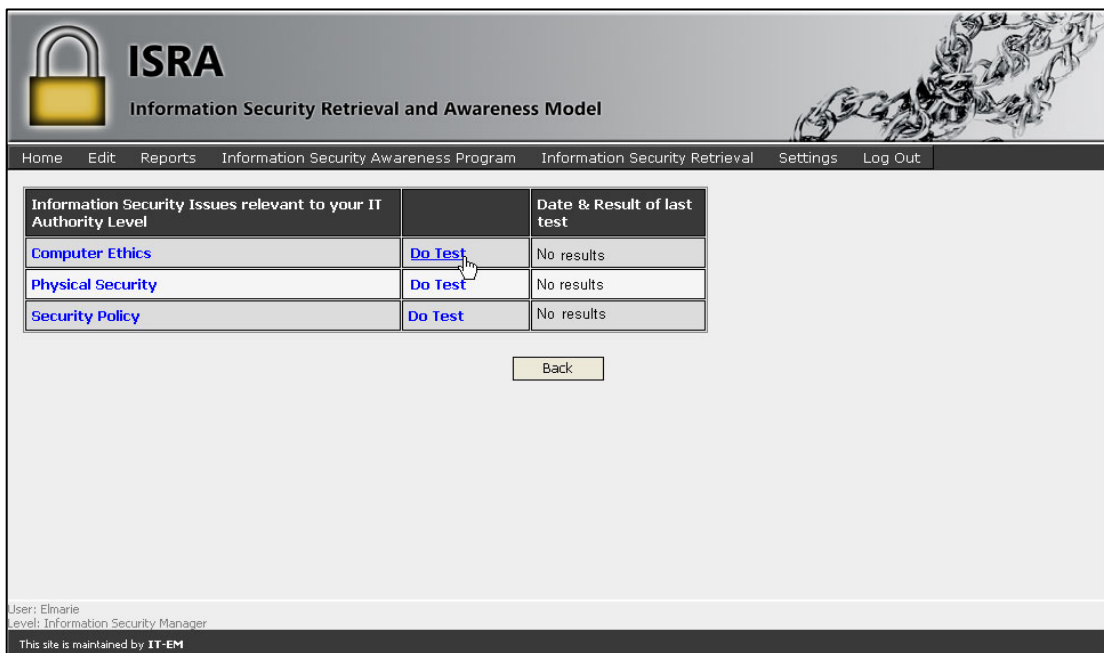 ISRA
Information Security Retrieval and Awareness Model
Home Edit Reports Information Security Awareness Program Information Security Retrieval Settings Log Out
Information Security Issues relevant to your IT Authority Level
Date & Result of last test
Computer Ethics Do Test No results
Physical Security Do Test No results
Security Policy Do Test No results
Back
User: Elmarie
Level: Information Security Manager
This site is maintained by IT-EM